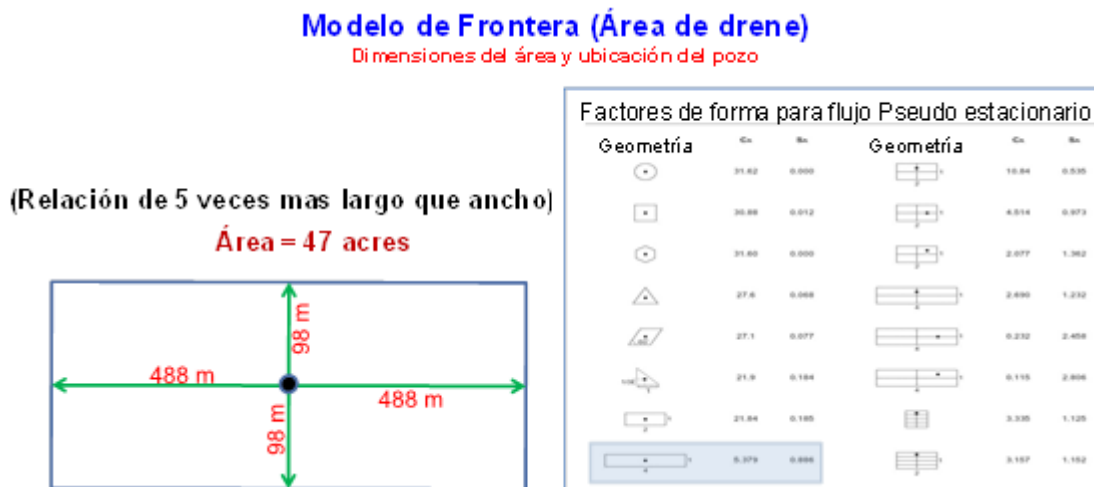 Modelo de Frontera (Área de drene)
Dimensiones del área y ubicación del pozo
(Relación de 5 veces mas largo que ancho)
Área = 47 acres
98 m
488 m
488 m
98 m
Factores de forma para flujo Pseudo estacionario
Geometría
Geometría
31.62 0.000 10.84 0.535
30.88 0.012 4.514 0.973
31.60 0.000 2.077 1.362
27.6 0.068 2.690 1.232
27.1 0.077 0.232 2.458
21.9 0.184 0.115 2.806
21.84 0.185 3.335 1.125
5.379 0.886 3.157 1.152